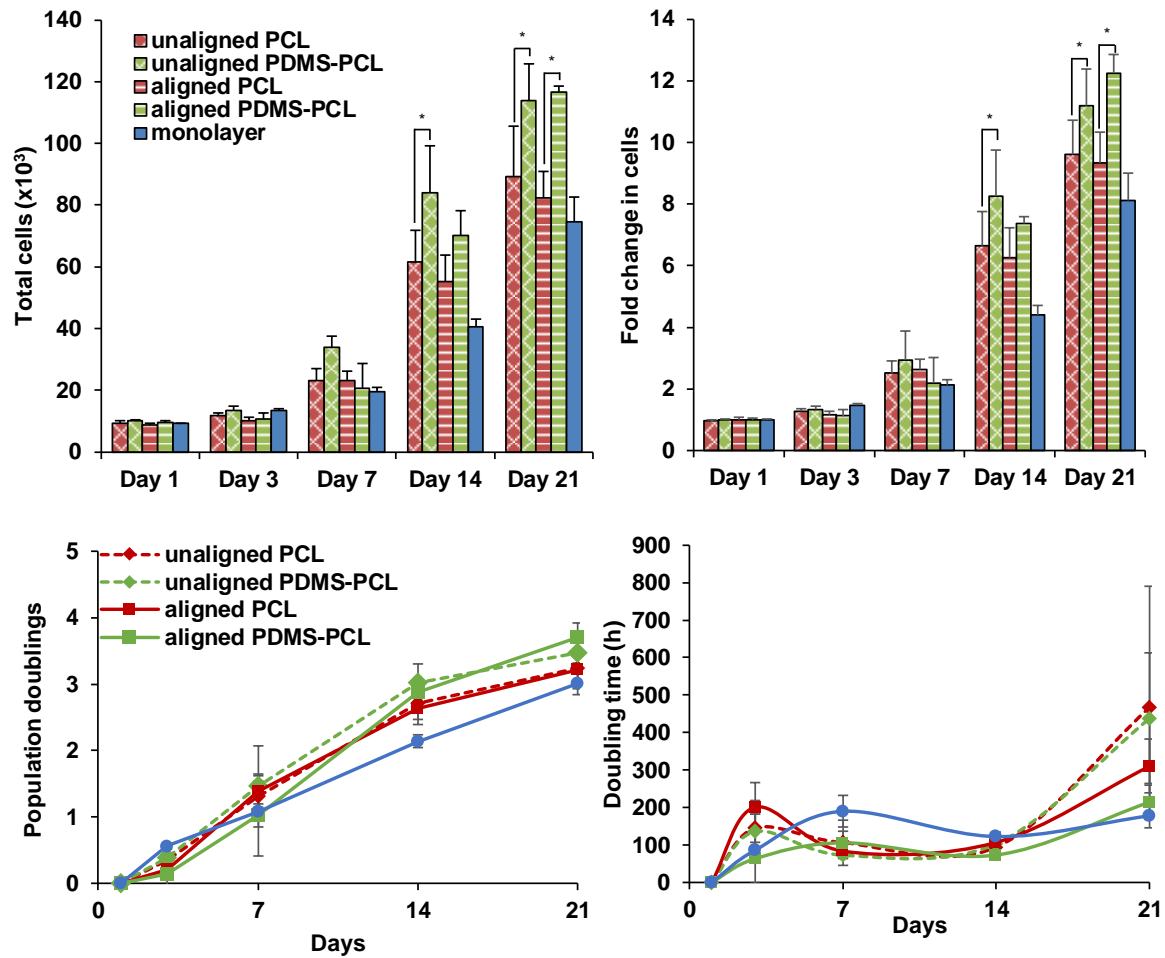 140
120
100
80
60
40
20
0
Total cells (x10³)
unaligned PCL
unaligned PDMS-PCL
aligned PCL
aligned PDMS-PCL
monolayer
*
*
*
Day 1 Day 3 Day 7 Day 14 Day 21
14
12
10
8
6
4
2
0
Fold change in cells
*
*
*
Day 1 Day 3 Day 7 Day 14 Day 21
5
4
3
2
1
0
Population doublings
unaligned PCL
unaligned PDMS-PCL
aligned PCL
aligned PDMS-PCL
0 7 14 21
Days
900
800
700
600
500
400
300
200
100
0
Doubling time (h)
0 7 14 21
Days